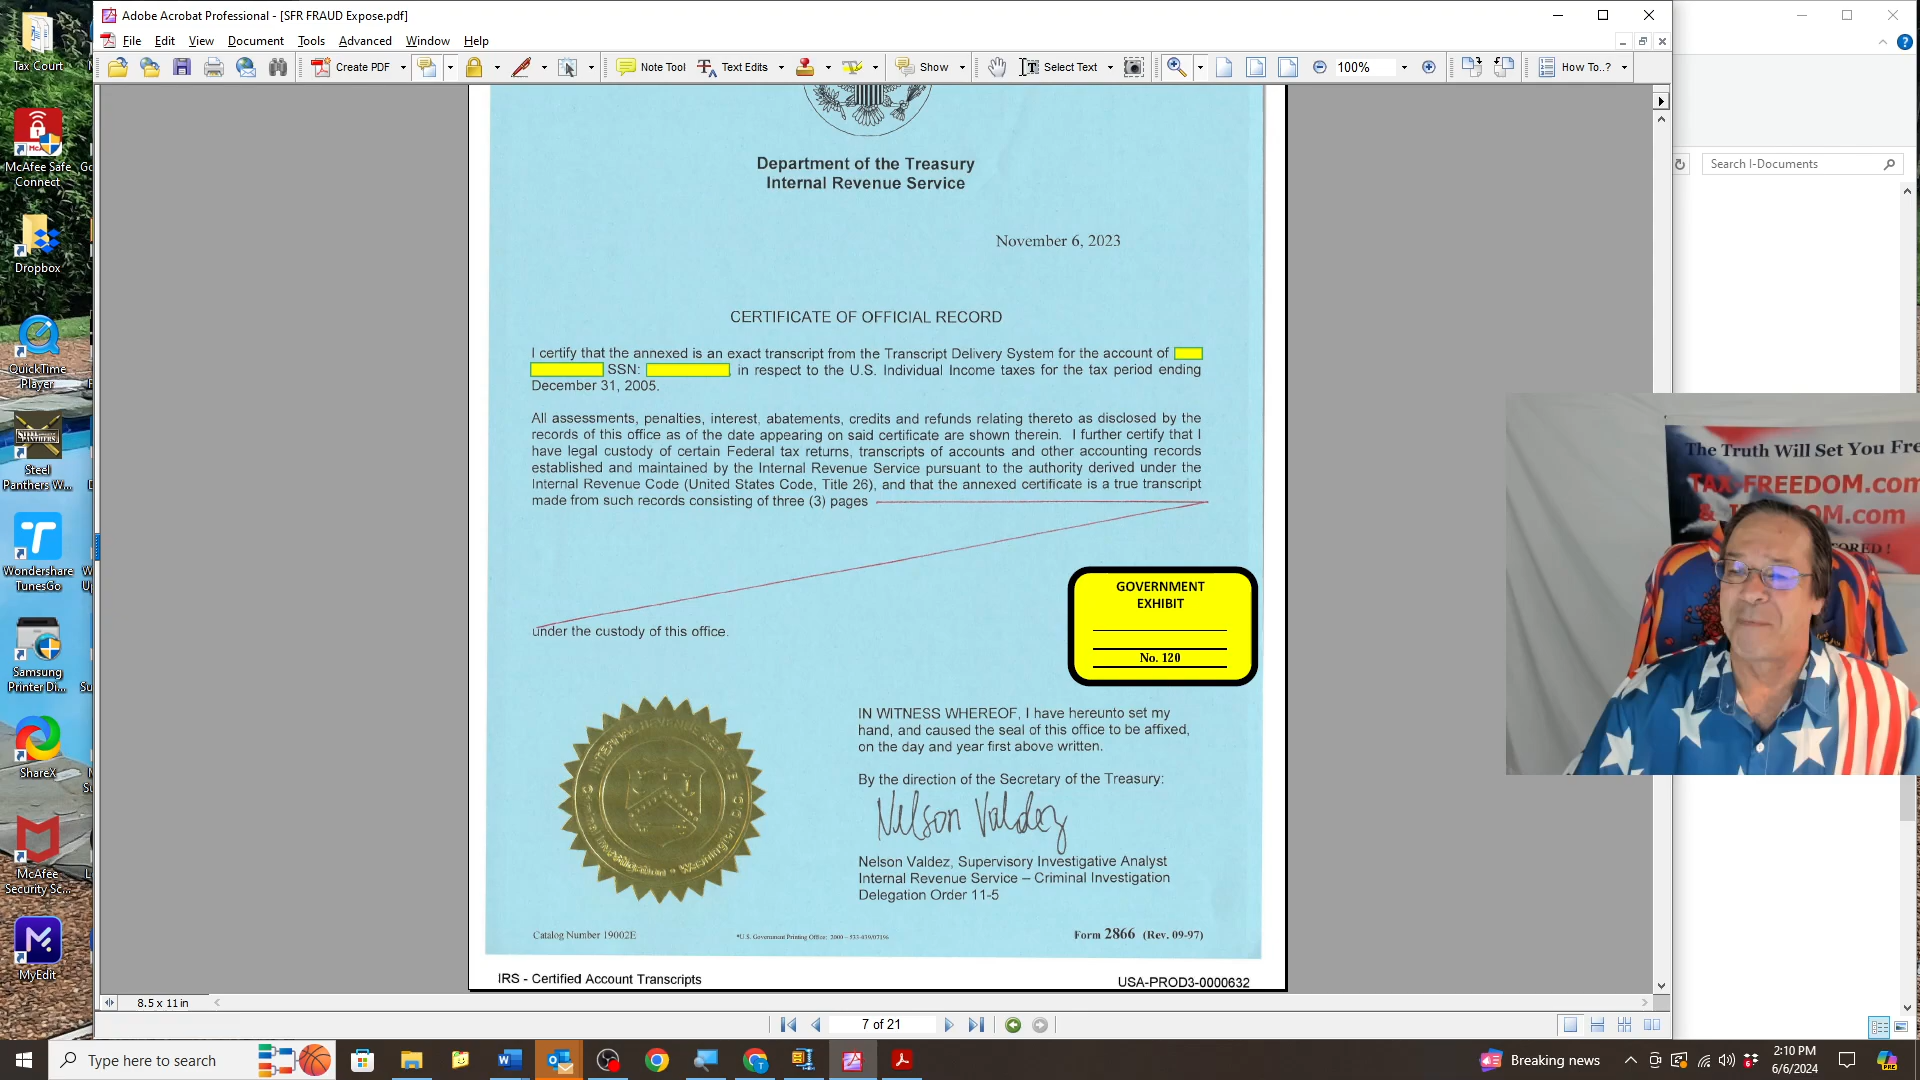 Adobe Acrobat Professional - [SFR FRAUD Expose.pdf]
File Edit View Document Tools Advanced Window Help
Create PDF Note Tool Text Edits Show Select Text 100% How To..?
Search I-Documents
Tax Court
McAfee Safe
Connect
Dropbox
QuickTime
Player
Steel
Panthers W...
Wondershare
TunesGo
Samsung
Printer Di...
ShareX
McAfee
Security Sc...
MyEdit
Department of the Treasury
Internal Revenue Service
November 6, 2023
CERTIFICATE OF OFFICIAL RECORD
I certify that the annexed is an exact transcript from the Transcript Delivery System for the account of
SSN: , in respect to the U.S. Individual Income taxes for the tax period ending
December 31, 2005.
All assessments, penalties, interest, abatements, credits and refunds relating thereto as disclosed by the
records of this office as of the date appearing on said certificate are shown therein. I further certify that I
have legal custody of certain Federal tax returns, transcripts of accounts and other accounting records
established and maintained by the Internal Revenue Service pursuant to the authority derived under the
Internal Revenue Code (United States Code, Title 26), and that the annexed certificate is a true transcript
made from such records consisting of three (3) pages
under the custody of this office.
GOVERNMENT
EXHIBIT
No. 120
IN WITNESS WHEREOF, I have hereunto set my
hand, and caused the seal of this office to be affixed,
on the day and year first above written.
By the direction of the Secretary of the Treasury:
Nelson Valdez
Nelson Valdez, Supervisory Investigative Analyst
Internal Revenue Service – Criminal Investigation
Delegation Order 11-5
Catalog Number 19002E
*U.S. Government Printing Office: 2000 - 533-839/07196
Form 2866 (Rev. 09-97)
IRS - Certified Account Transcripts
USA-PROD3-0000632
The Truth Will Set You Fre
TAX-FREEDOM.com
DOM.com
ORED !
8.5 x 11 in
7 of 21
Type here to search
Breaking news
2:10 PM
6/6/2024